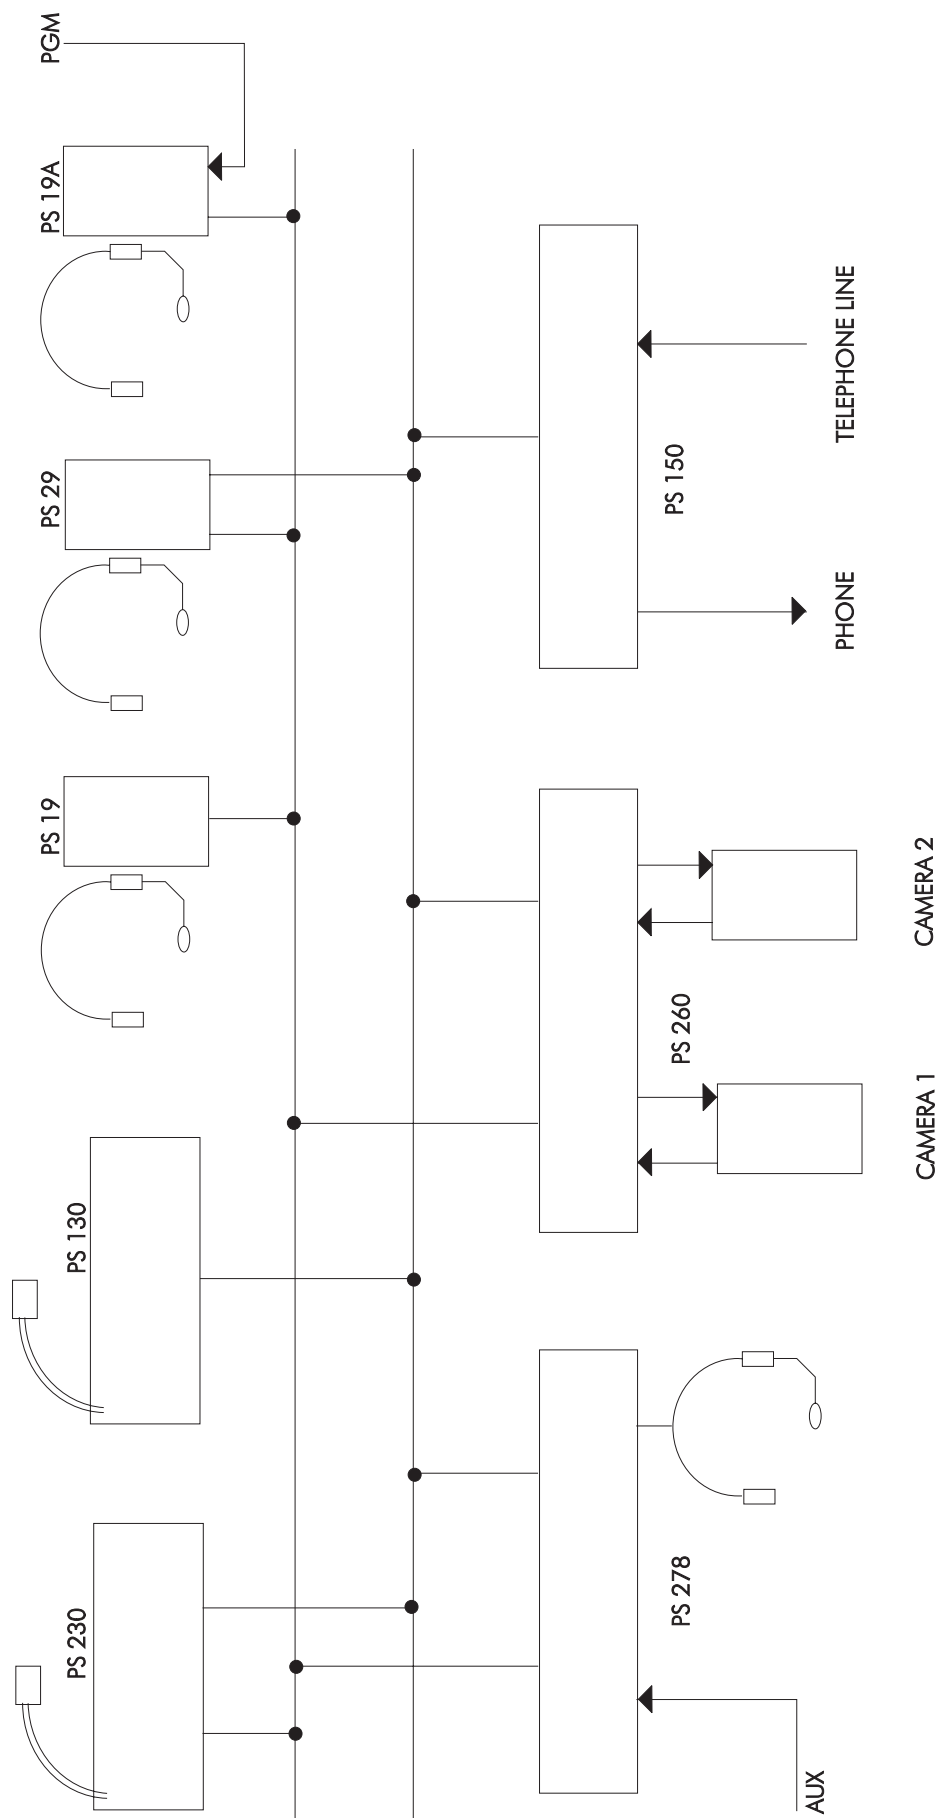 PS 230
PS 130
PS 19
PS 29
PS 19A
PGM
AUX
PS 278
PS 260
PS 150
CAMERA 1
CAMERA 2
PHONE
TELEPHONE LINE